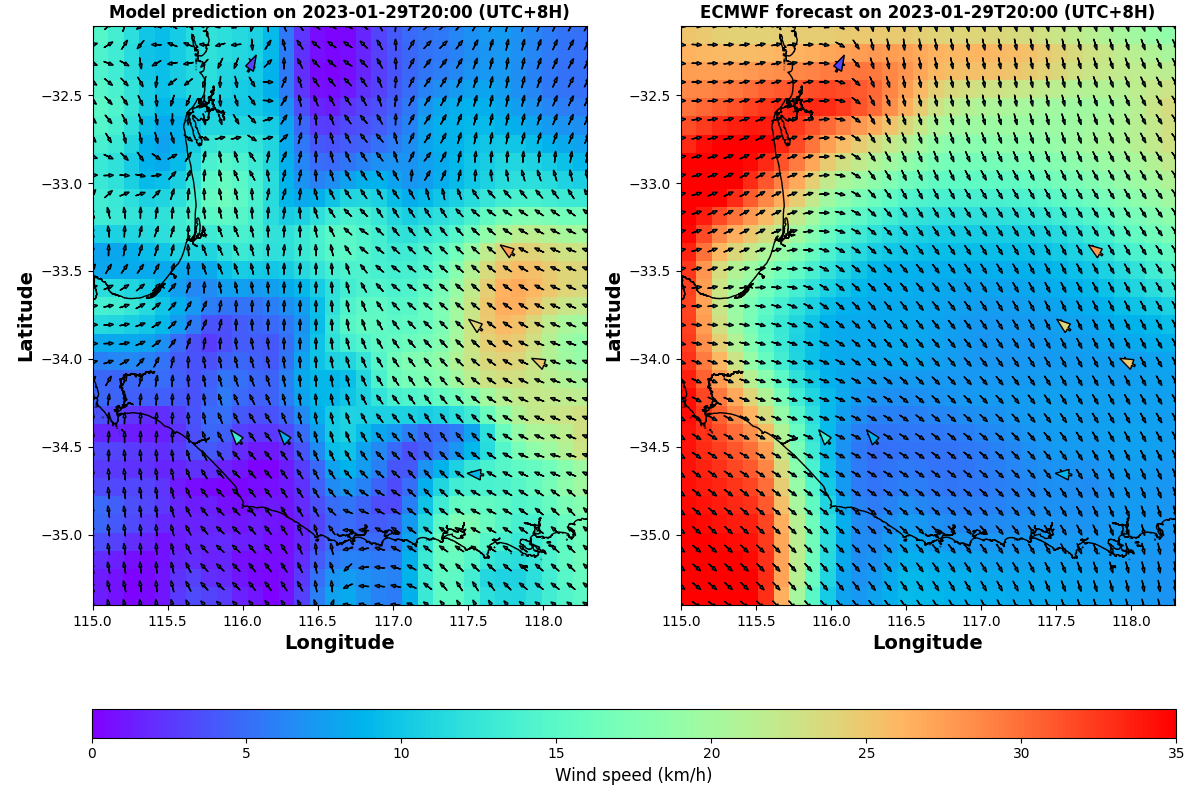 Model prediction on 2023-01-29T20:00 (UTC+8H)
ECMWF forecast on 2023-01-29T20:00 (UTC+8H)
Latitude
−32.5
−33.0
−33.5
−34.0
−34.5
−35.0
115.0 115.5 116.0 116.5 117.0 117.5 118.0
Longitude
Latitude
−32.5
−33.0
−33.5
−34.0
−34.5
−35.0
115.0 115.5 116.0 116.5 117.0 117.5 118.0
Longitude
0 5 10 15 20 25 30 35
Wind speed (km/h)